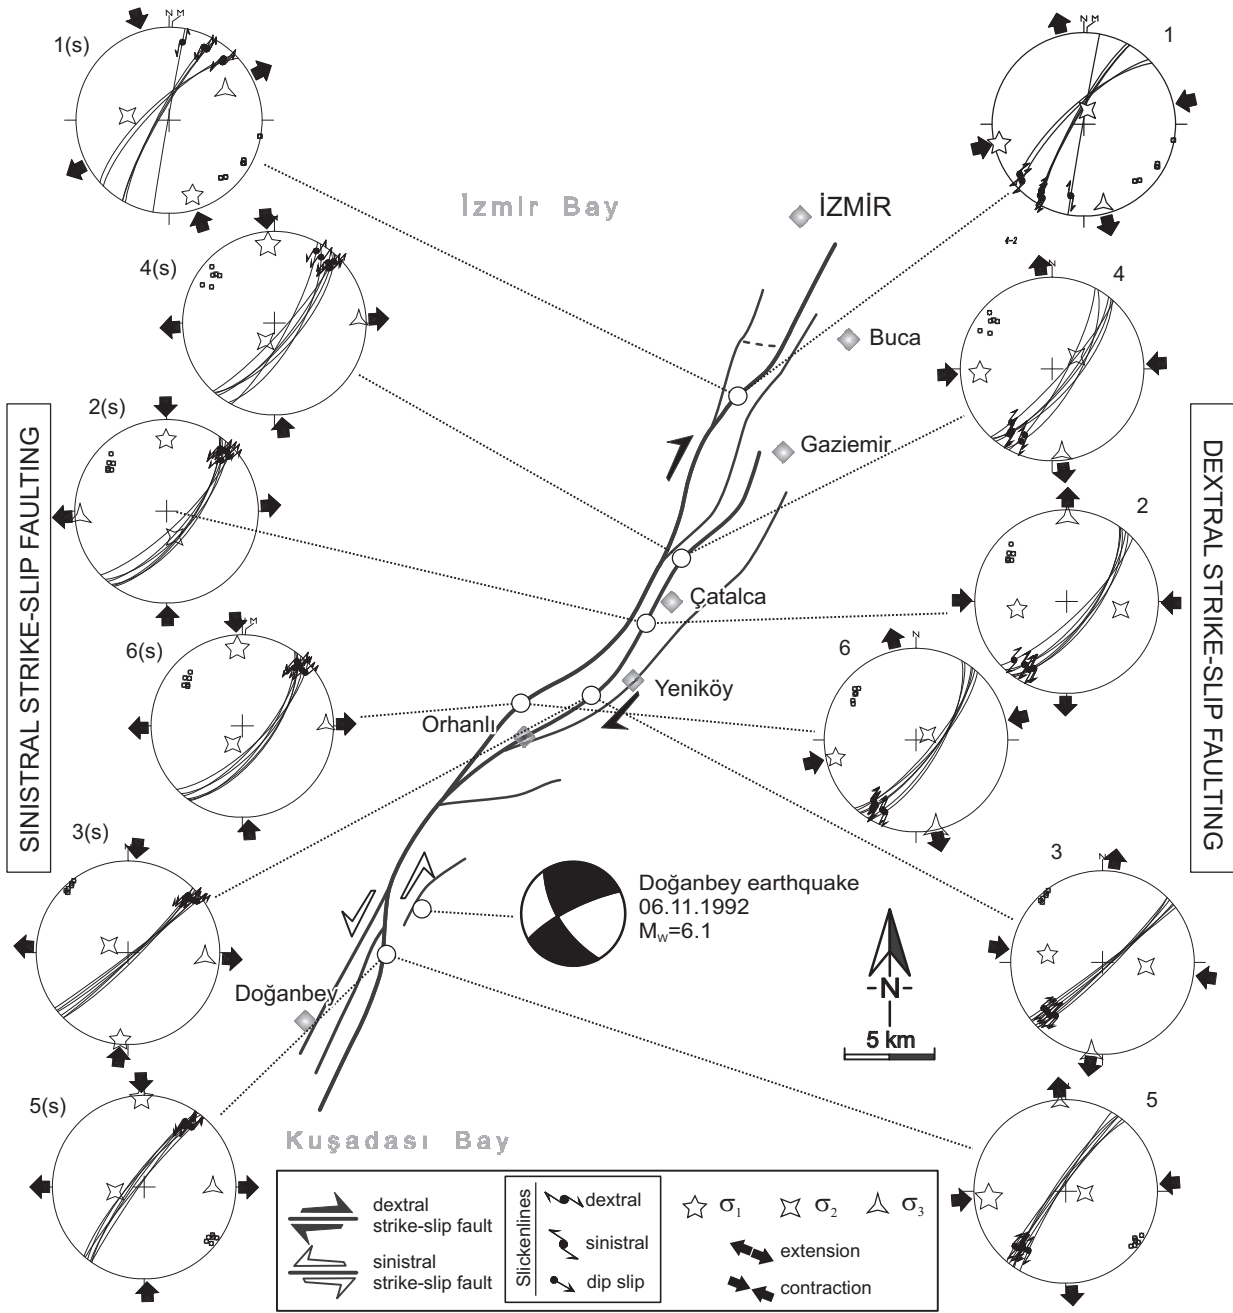 N M
1(s)
N M
1
İzmir Bay
İZMİR
4-2
4(s)
N
4
Buca
2(s)
Gaziemir
SINISTRAL STRIKE-SLIP FAULTING
DEXTRAL STRIKE-SLIP FAULTING
2
Çatalca
N M
6(s)
N
6
Yeniköy
Orhanlı
3(s)
N
3
Doğanbey earthquake
06.11.1992
Mw=6.1
-N-
Doğanbey
5 km
5(s)
5
Kuşadası Bay
dextral
strike-slip fault
sinistral
strike-slip fault
Slickenlines
dextral
sinistral
dip slip
σ1 σ2 σ3
extension
contraction